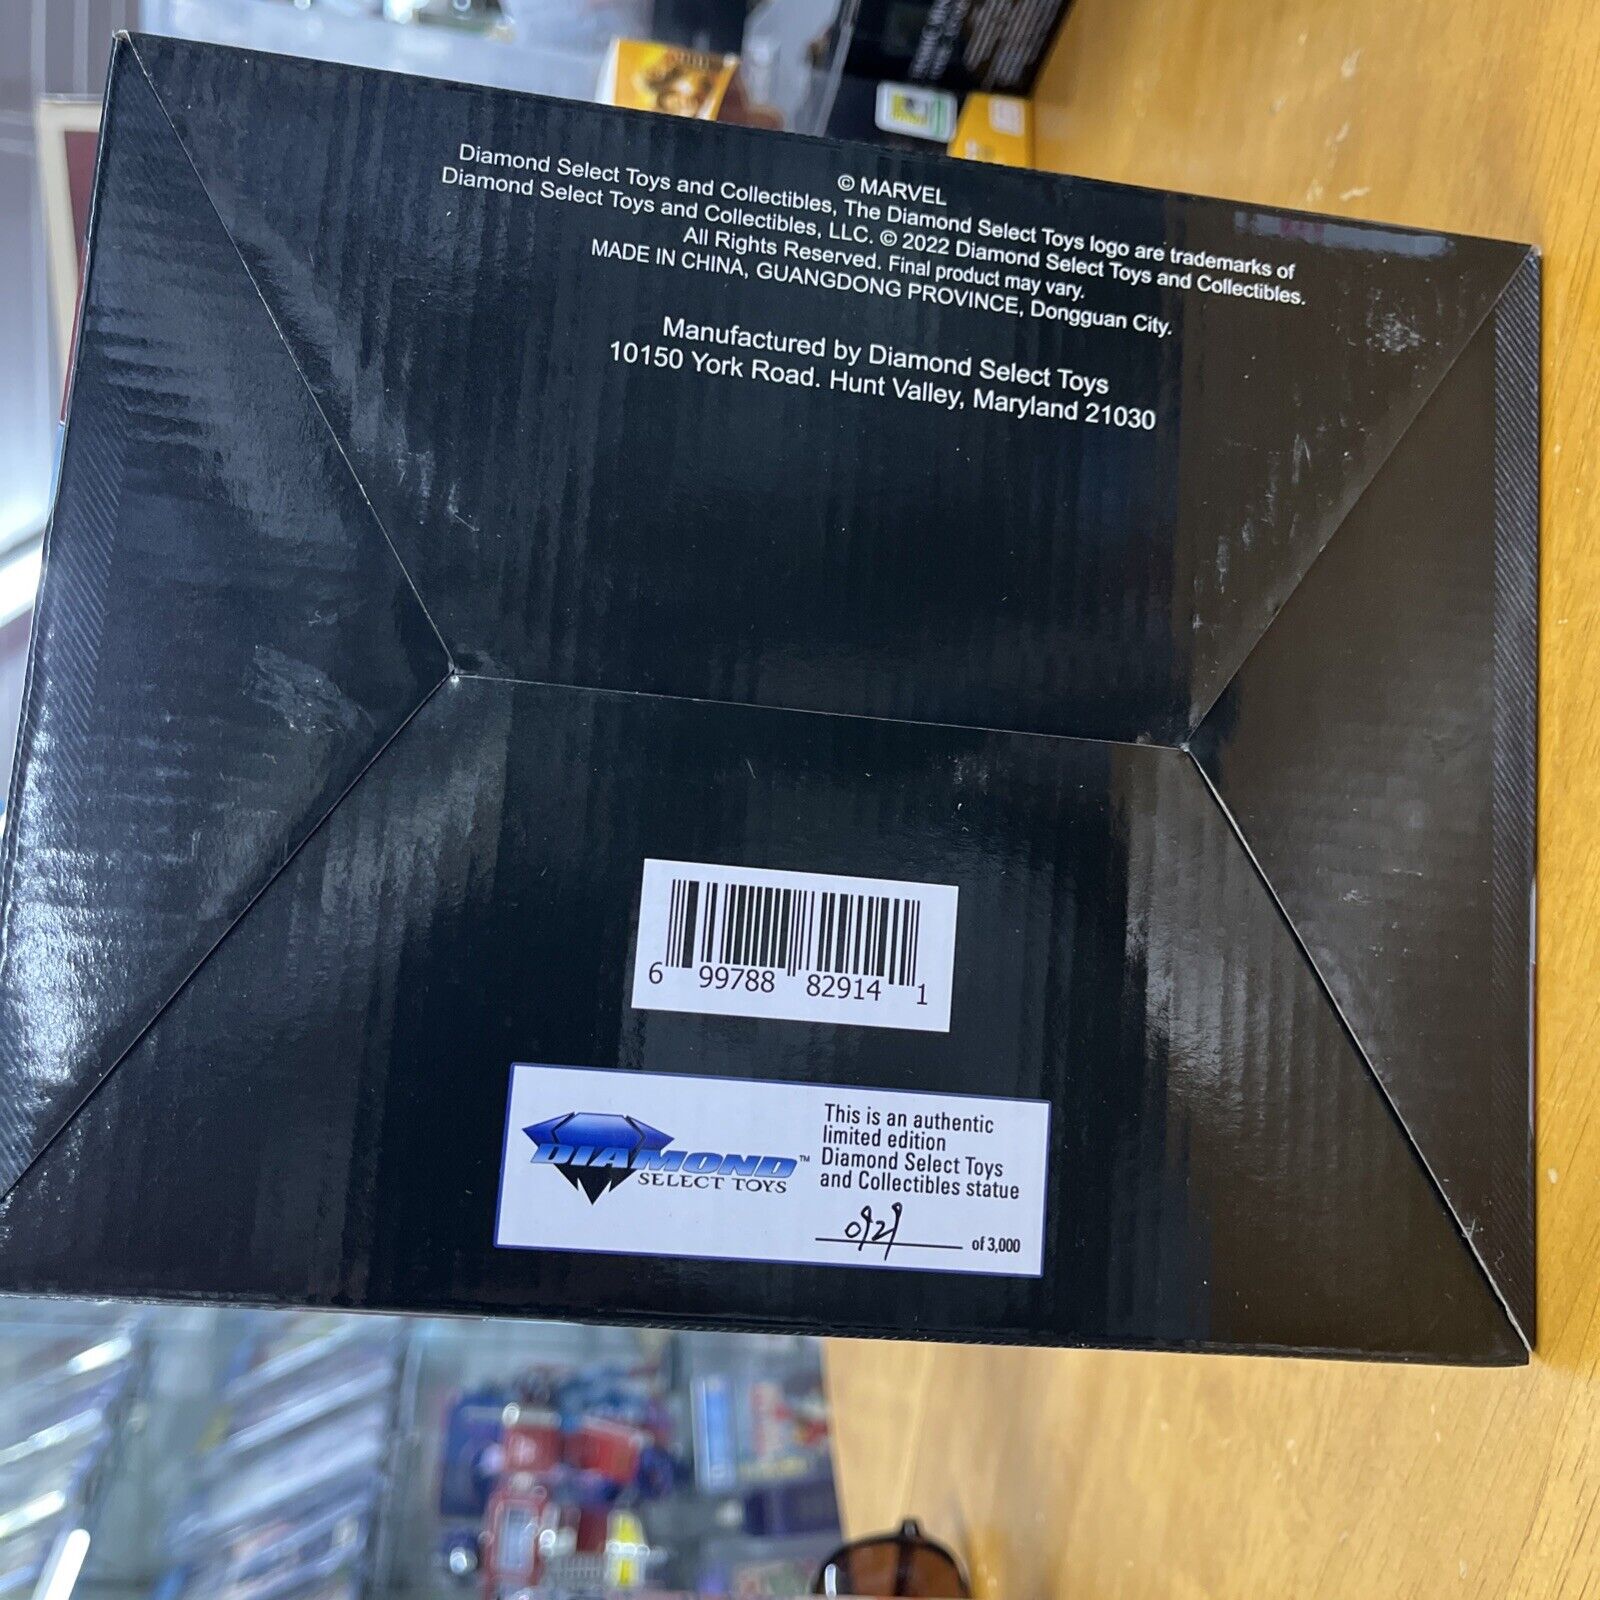 © MARVEL
Diamond Select Toys and Collectibles, The Diamond Select Toys logo are trademarks of
Diamond Select Toys and Collectibles, LLC. © 2022 Diamond Select Toys and Collectibles.
All Rights Reserved. Final product may vary.
MADE IN CHINA, GUANGDONG PROVINCE, Dongguan City.
Manufactured by Diamond Select Toys
10150 York Road. Hunt Valley, Maryland 21030
6 99788 82914 1
DIAMOND™
SELECT TOYS
This is an authentic
limited edition
Diamond Select Toys
and Collectibles statue
0929 of 3,000